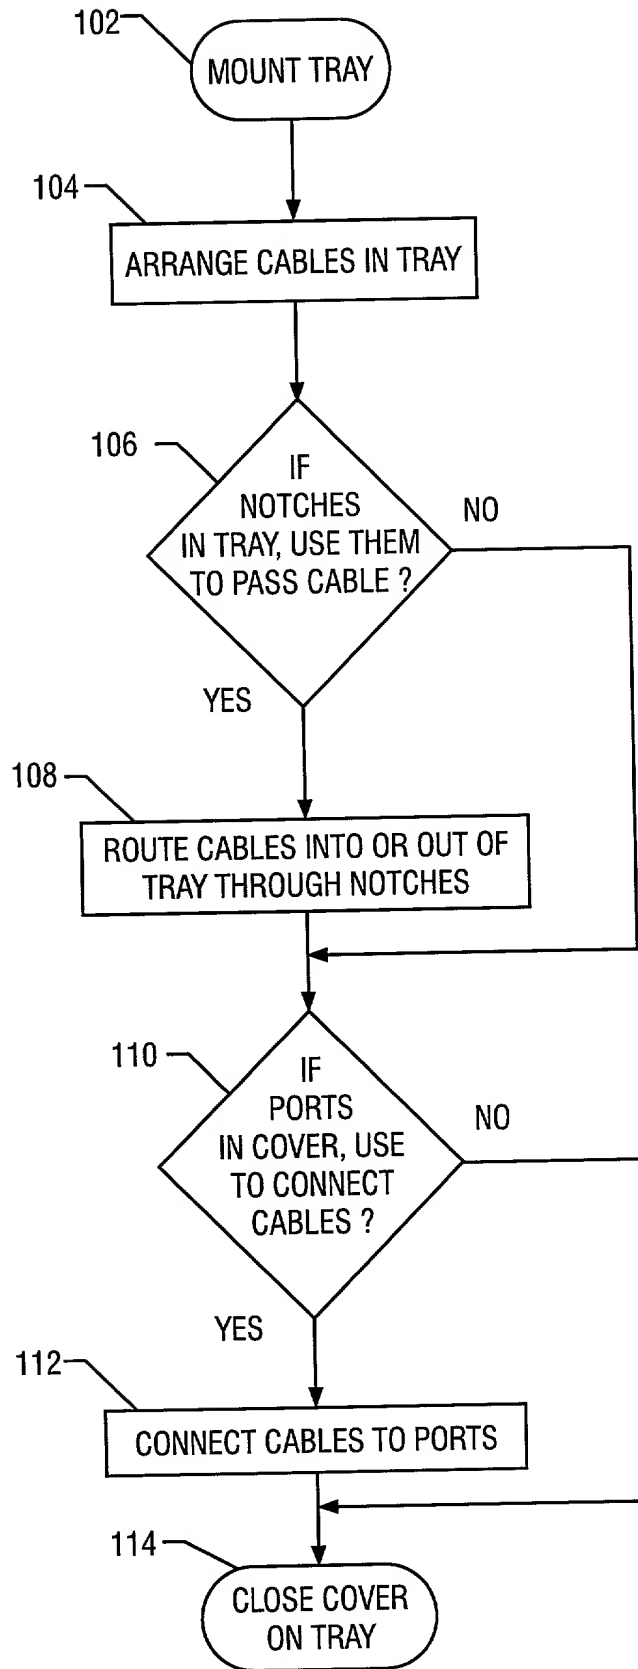 102
MOUNT TRAY
104
ARRANGE CABLES IN TRAY
106
IF
NOTCHES
IN TRAY, USE THEM
TO PASS CABLE ?
NO
YES
108
ROUTE CABLES INTO OR OUT OF
TRAY THROUGH NOTCHES
110
IF
PORTS
IN COVER, USE
TO CONNECT
CABLES ?
NO
YES
112
CONNECT CABLES TO PORTS
114
CLOSE COVER
ON TRAY